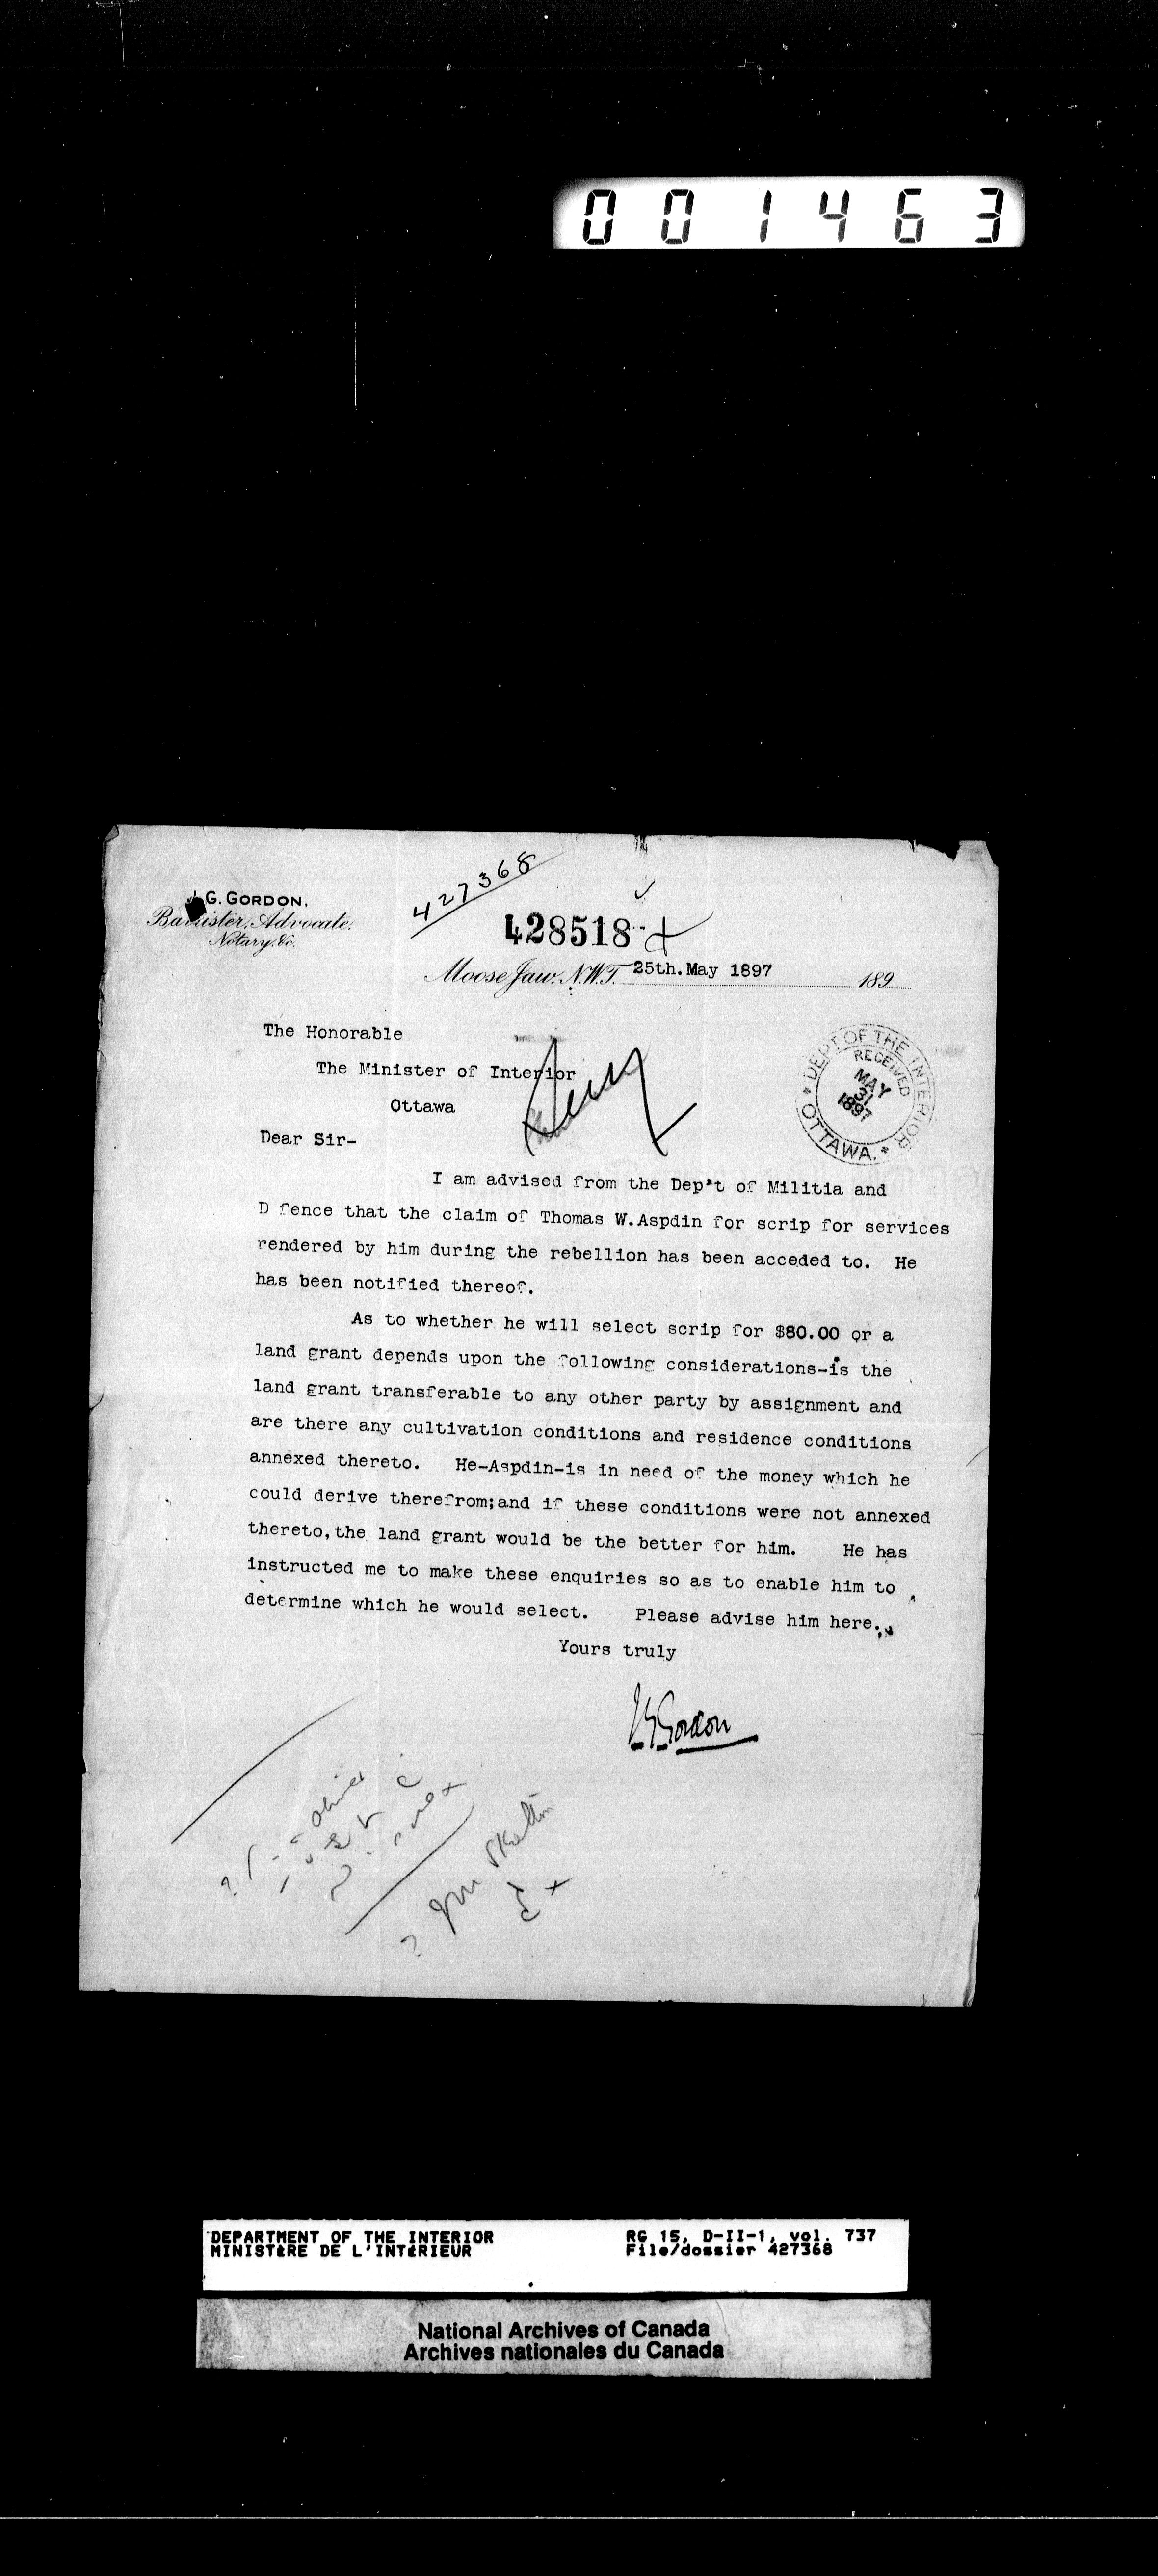 001463
J.G. GORDON,
Barrister, Advocate,
Notary, &c.
427368
428518
Moose Jaw, N.W.T. 25th.May 1897 189
The Honorable
The Minister of Interior
Ottawa
DEPT OF THE INTERIOR
RECEIVED
MAY
31
1897
* OTTAWA. *
Dear Sir-
I am advised from the Dep't of Militia and
D fence that the claim of Thomas W.Aspdin for scrip for services
rendered by him during the rebellion has been acceded to. He
has been notified thereof.
As to whether he will select scrip for $80.00 or a
land grant depends upon the following considerations-is the
land grant transferable to any other party by assignment and
are there any cultivation conditions and residence conditions
annexed thereto. He-Aspdin-is in need of the money which he
could derive therefrom;and if these conditions were not annexed
thereto,the land grant would be the better for him. He has
instructed me to make these enquiries so as to enable him to
determine which he would select. Please advise him here.
Yours truly
JGGordon
DEPARTMENT OF THE INTERIOR
MINISTÈRE DE L'INTÉRIEUR
RG 15, D-II-1, vol. 737
File/dossier 427368
National Archives of Canada
Archives nationales du Canada